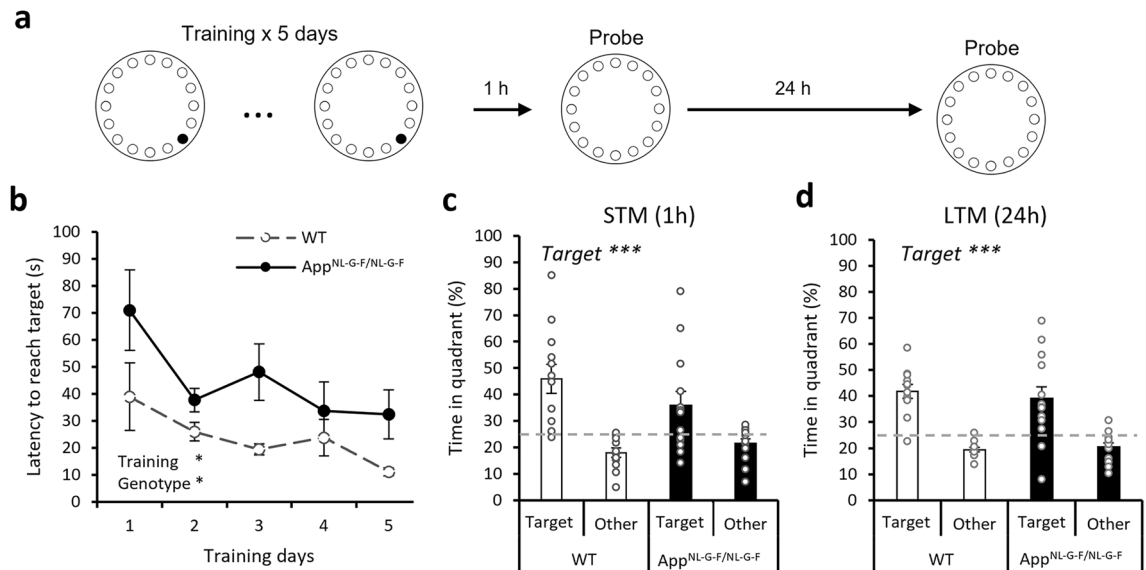 a
Training x 5 days
...
1 h
Probe
24 h
Probe
b
Latency to reach target (s)
100
90
80
70
60
50
40
30
20
10
0
WT
App^NL-G-F/NL-G-F
Training *
Genotype *
1 2 3 4 5
Training days
c
STM (1h)
Target ***
Time in quadrant (%)
100
90
80
70
60
50
40
30
20
10
0
Target Other Target Other
WT App^NL-G-F/NL-G-F
d
LTM (24h)
Target ***
Time in quadrant (%)
100
90
80
70
60
50
40
30
20
10
0
Target Other Target Other
WT App^NL-G-F/NL-G-F